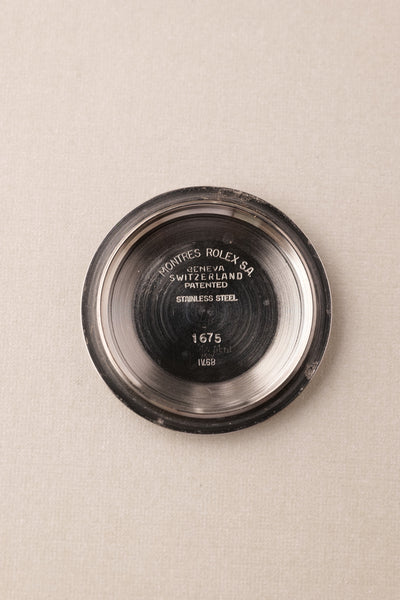 MONTRES ROLEX S.A.
GENEVA
SWITZERLAND
PATENTED
STAINLESS STEEL
1675
IV.68